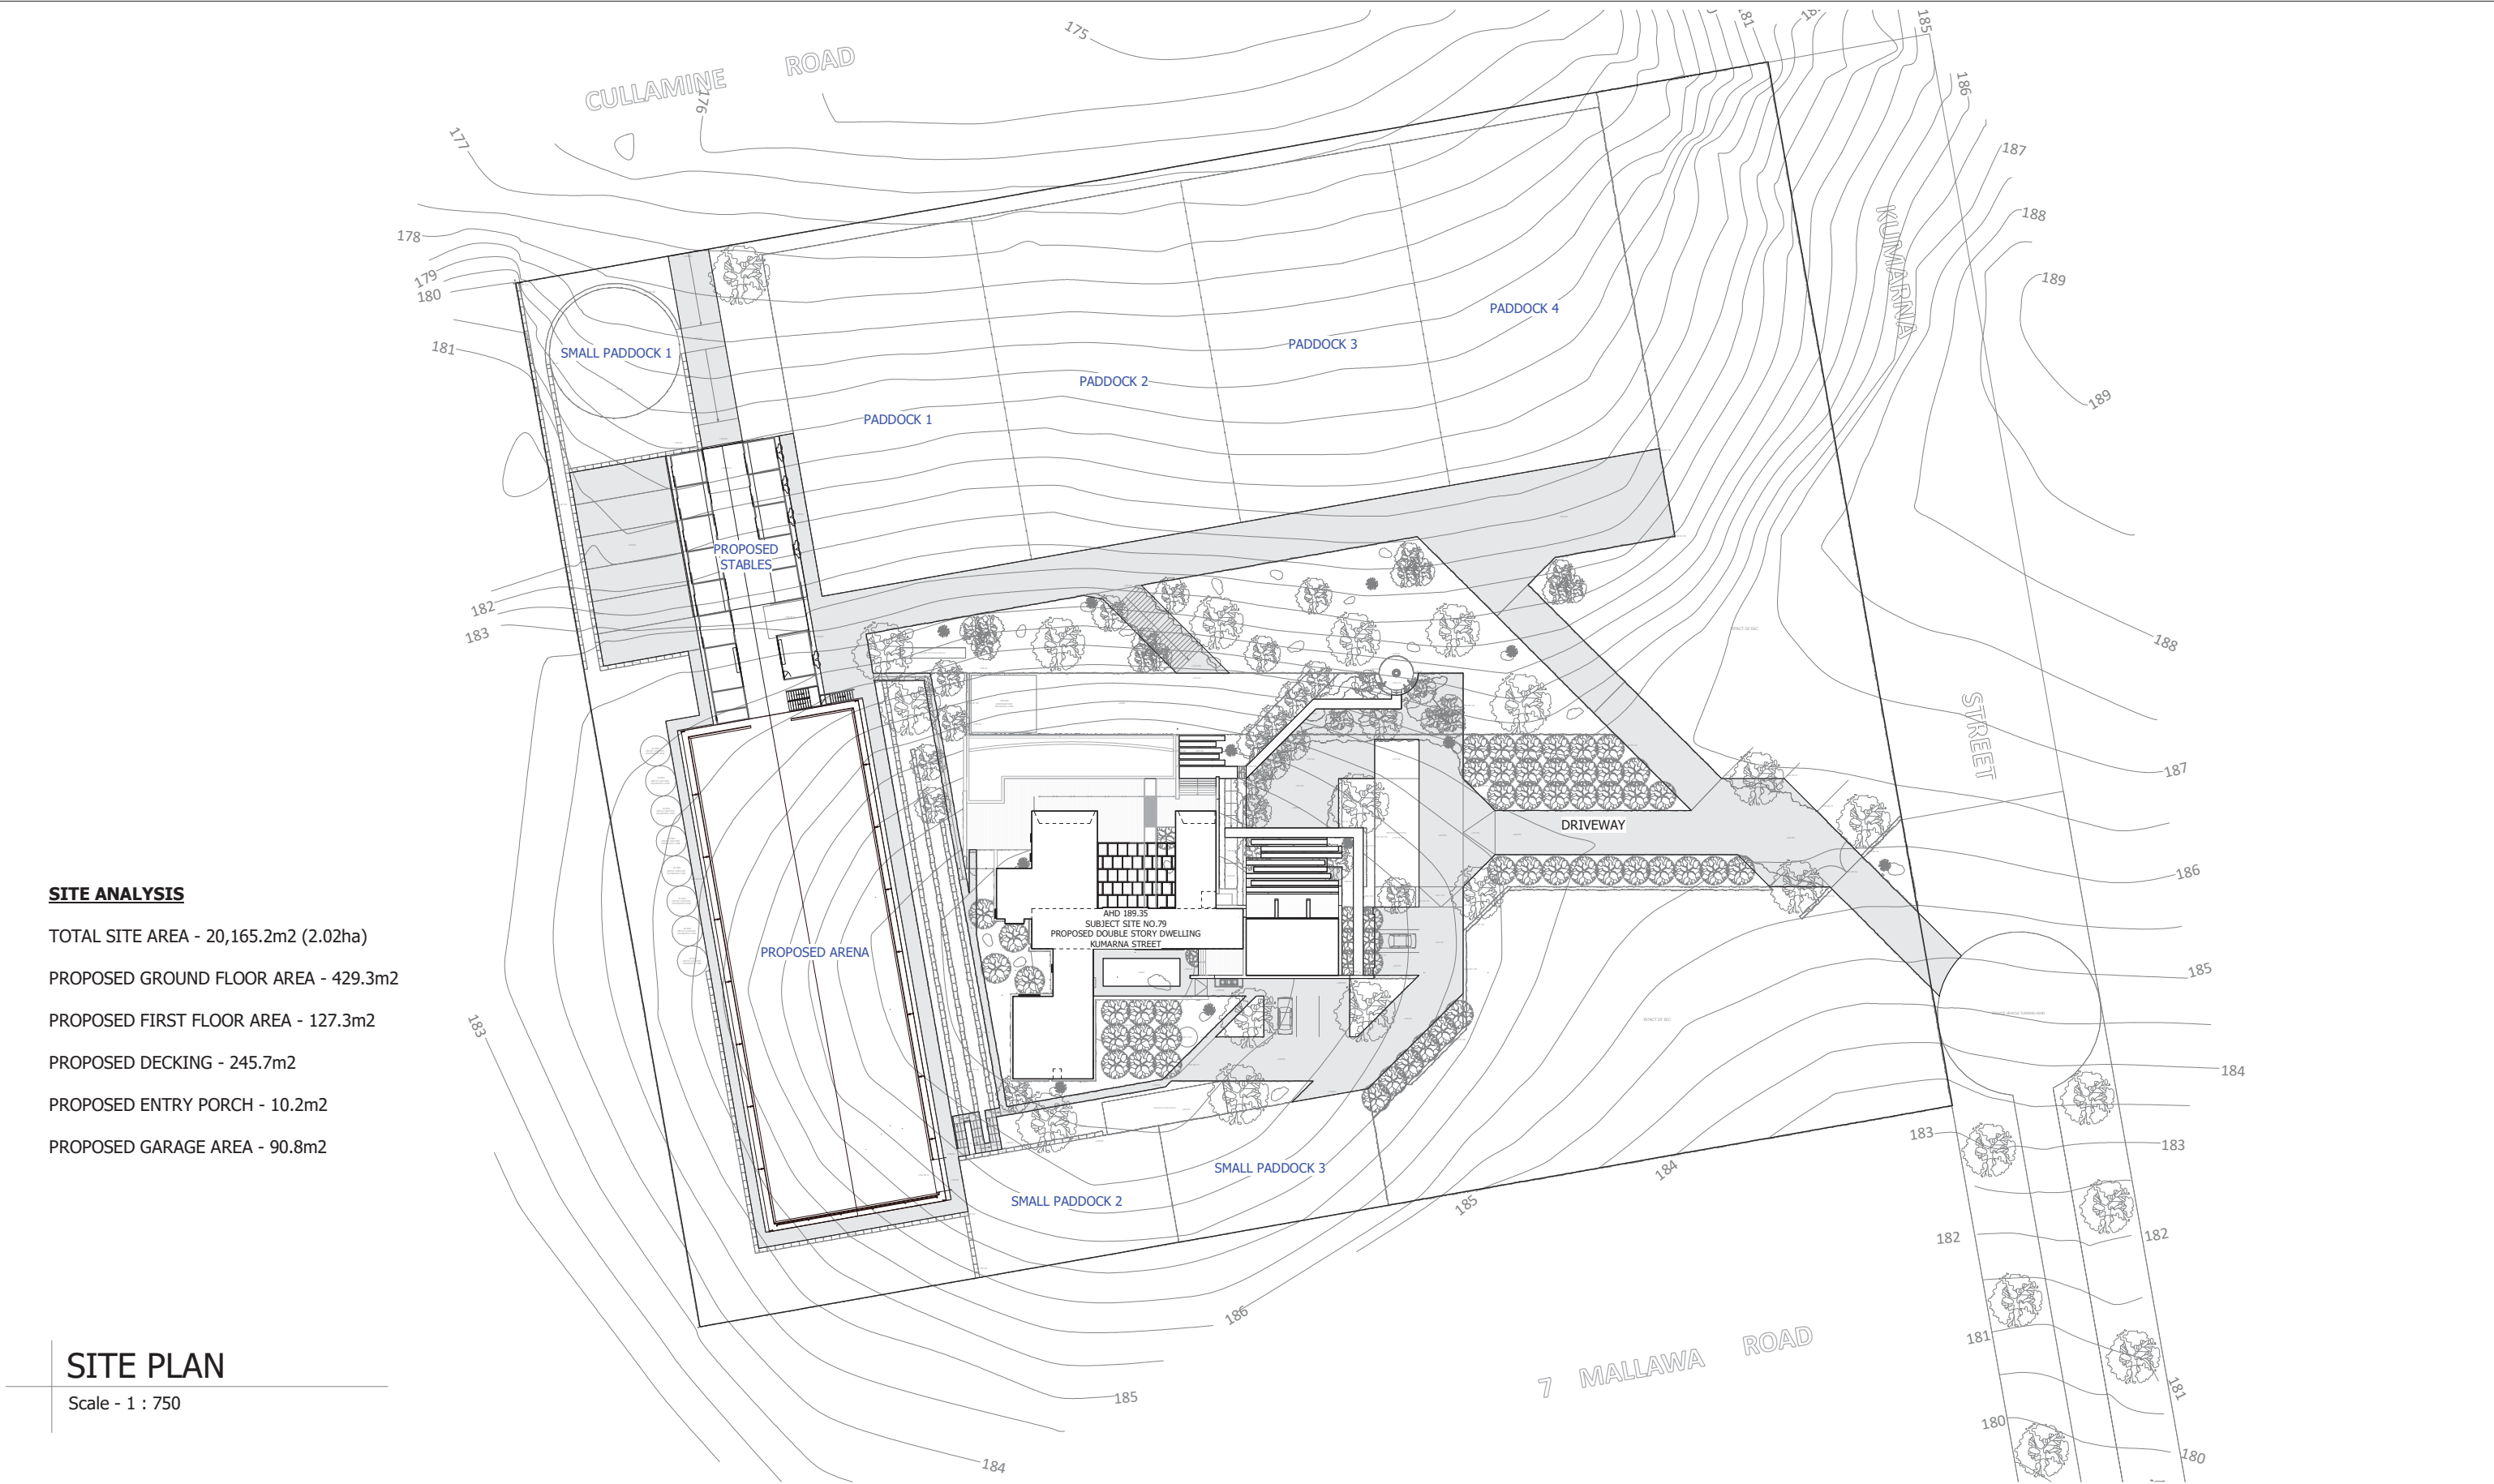 CULLAMINE ROAD
175
181
185
176
177
186
187
178
188
KUMARNA
179
180
189
181
SMALL PADDOCK 1
PADDOCK 4
PADDOCK 3
PADDOCK 2
189
PADDOCK 1
PROPOSED
STABLES
182
183
188
STREET
187
DRIVEWAY
186
SITE ANALYSIS
TOTAL SITE AREA - 20,165.2m2 (2.02ha)
PROPOSED GROUND FLOOR AREA - 429.3m2
PROPOSED FIRST FLOOR AREA - 127.3m2
PROPOSED DECKING - 245.7m2
PROPOSED ENTRY PORCH - 10.2m2
PROPOSED GARAGE AREA - 90.8m2
AHD 189.35
SUBJECT SITE NO.79
PROPOSED DOUBLE STORY DWELLING
KUMARNA STREET
PROPOSED ARENA
185
183
184
183
183
SMALL PADDOCK 3
184
SMALL PADDOCK 2
185
182
182
186
181
7 MALLAWA ROAD
SITE PLAN
Scale - 1 : 750
185
181
180
180
184